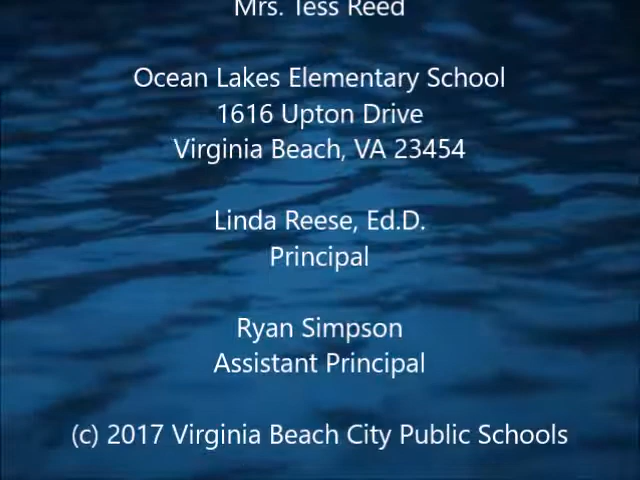 Mrs. Tess Reed
Ocean Lakes Elementary School
1616 Upton Drive
Virginia Beach, VA 23454
Linda Reese, Ed.D.
Principal
Ryan Simpson
Assistant Principal
(c) 2017 Virginia Beach City Public Schools